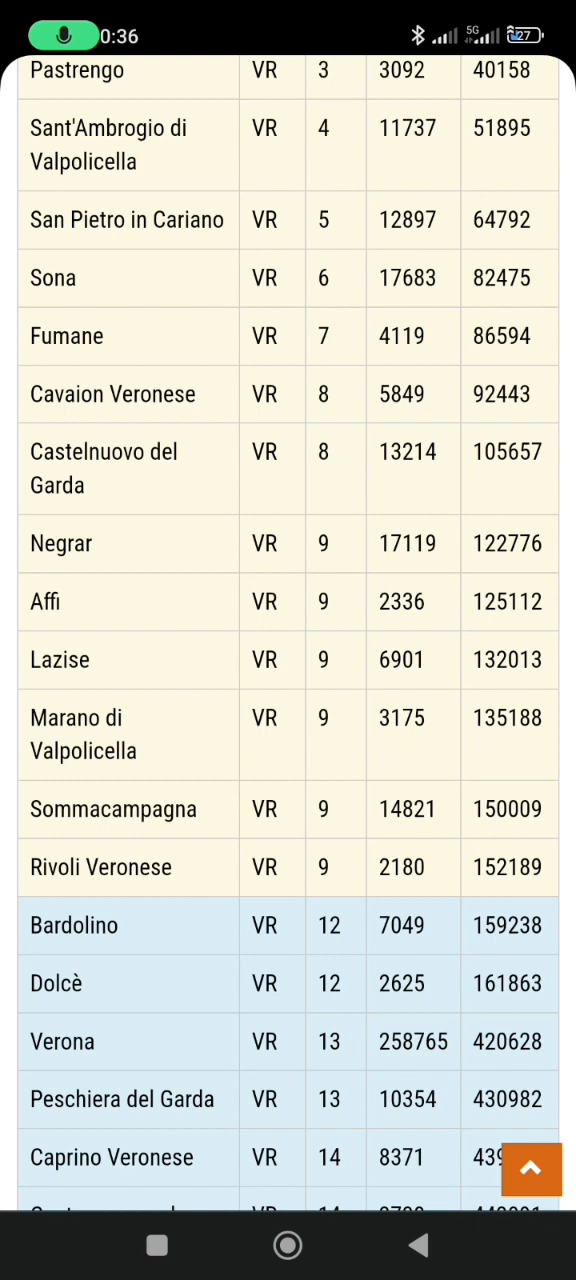 0:36 5G 27
Pastrengo VR 3 3092 40158
Sant'Ambrogio di VR 4 11737 51895
Valpolicella
San Pietro in Cariano VR 5 12897 64792
Sona VR 6 17683 82475
Fumane VR 7 4119 86594
Cavaion Veronese VR 8 5849 92443
Castelnuovo del VR 8 13214 105657
Garda
Negrar VR 9 17119 122776
Affi VR 9 2336 125112
Lazise VR 9 6901 132013
Marano di VR 9 3175 135188
Valpolicella
Sommacampagna VR 9 14821 150009
Rivoli Veronese VR 9 2180 152189
Bardolino VR 12 7049 159238
Dolcè VR 12 2625 161863
Verona VR 13 258765 420628
Peschiera del Garda VR 13 10354 430982
Caprino Veronese VR 14 8371